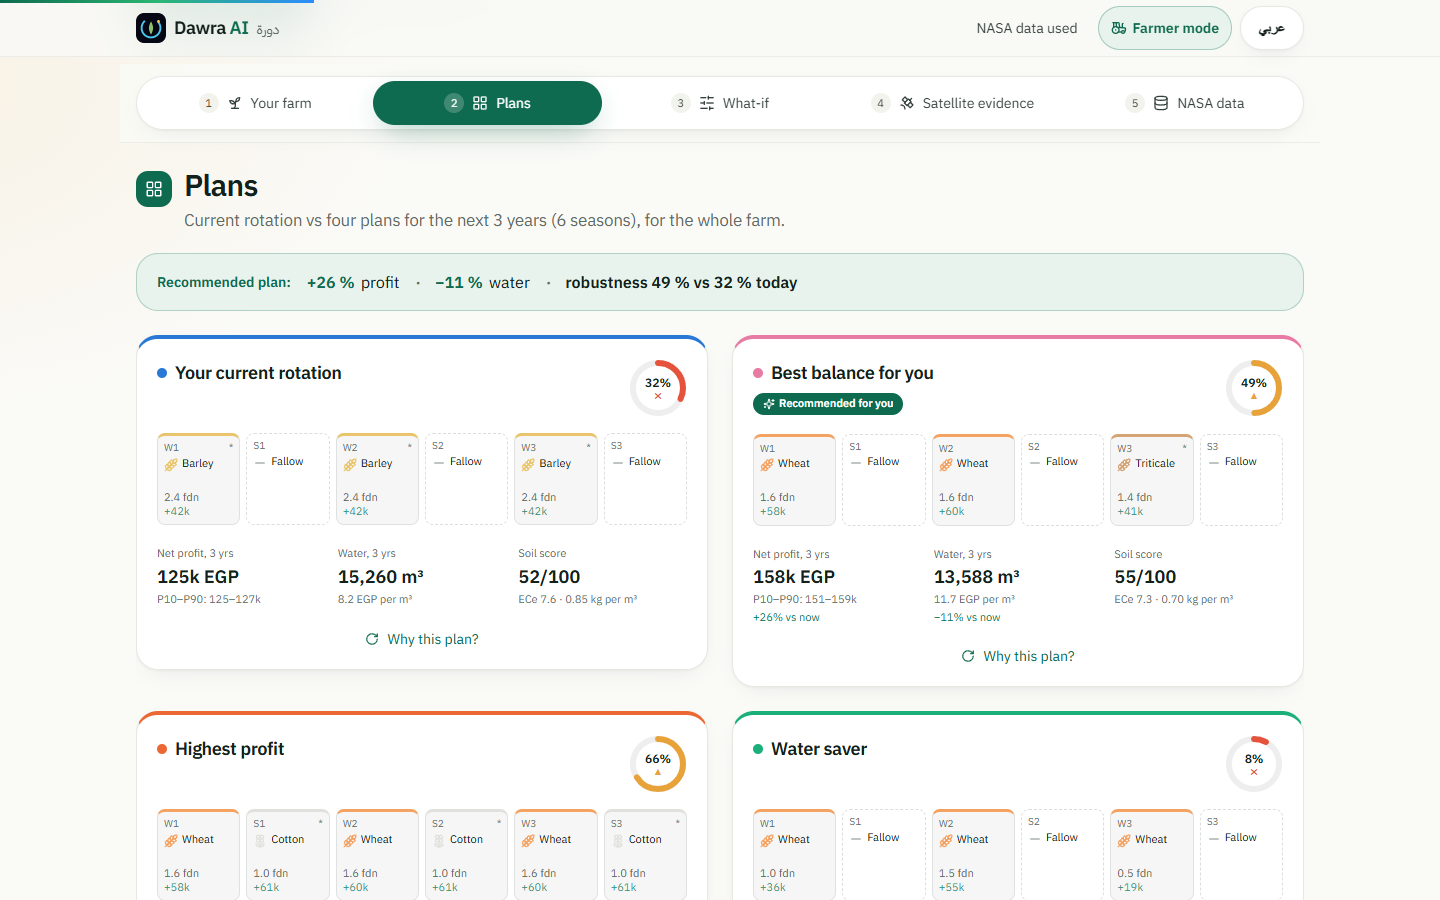 Dawra AI دورة
NASA data used
Farmer mode
عربي
1 Your farm
2 Plans
3 What-if
4 Satellite evidence
5 NASA data
Plans
Current rotation vs four plans for the next 3 years (6 seasons), for the whole farm.
Recommended plan: +26 % profit · −11 % water · robustness 49 % vs 32 % today
Your current rotation
32%
W1 *
Barley
2.4 fdn
+42k
S1
— Fallow
W2 *
Barley
2.4 fdn
+42k
S2
— Fallow
W3 *
Barley
2.4 fdn
+42k
S3
— Fallow
Net profit, 3 yrs
125k EGP
P10–P90: 125–127k
Water, 3 yrs
15,260 m³
8.2 EGP per m³
Soil score
52/100
ECe 7.6 · 0.85 kg per m³
Why this plan?
Best balance for you
Recommended for you
49%
W1
Wheat
1.6 fdn
+58k
S1
— Fallow
W2
Wheat
1.6 fdn
+60k
S2
— Fallow
W3 *
Triticale
1.4 fdn
+41k
S3
— Fallow
Net profit, 3 yrs
158k EGP
P10–P90: 151–159k
+26% vs now
Water, 3 yrs
13,588 m³
11.7 EGP per m³
−11% vs now
Soil score
55/100
ECe 7.3 · 0.70 kg per m³
Why this plan?
Highest profit
66%
W1
Wheat
1.6 fdn
+58k
S1 *
Cotton
1.0 fdn
+61k
W2
Wheat
1.6 fdn
+60k
S2 *
Cotton
1.0 fdn
+61k
W3
Wheat
1.6 fdn
+60k
S3 *
Cotton
1.0 fdn
+61k
Water saver
8%
W1
Wheat
1.0 fdn
+36k
S1
— Fallow
W2
Wheat
1.5 fdn
+55k
S2
— Fallow
W3
Wheat
0.5 fdn
+19k
S3
— Fallow